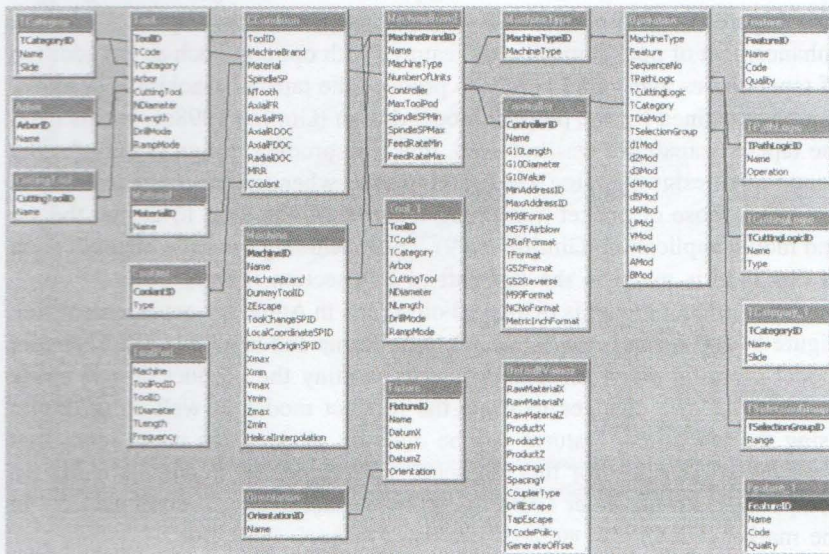 TCategory
TCategoryID
Name
Slide
Arbor
ArborID
Name
CuttingTool
CuttingToolID
Name
Tool
ToolID
TCode
TCategory
Arbor
CuttingTool
NDiameter
NLength
DrillMode
RampMode
Material
MaterialID
Name
Coolant
CoolantID
Type
ToolPod
Machine
ToolPodID
ToolID
TDiameter
TLength
Frequency
CCondition
ToolID
MachineBrand
Material
SpindleSP
NTooth
AxialFR
RadialFR
AxialRDOC
AxialFDOC
RadialDOC
MRR
Coolant
Machine
MachineID
Name
MachineBrand
DummyToolID
ZEscape
ToolChangeSPID
LocalCoordinateSPID
FixtureOriginSPID
Xmax
Xmin
Ymax
Ymin
Zmax
Zmin
HelicalInterpolation
Orientation
OrientationID
Name
MachineBrand
MachineBrandID
Name
MachineType
NumberOfUnits
Controller
MaxToolPod
SpindleSPMin
SpindleSPMax
FeedRateMin
FeedRateMax
Tool_1
ToolID
TCode
TCategory
Arbor
CuttingTool
NDiameter
NLength
DrillMode
RampMode
Fixture
FixtureID
Name
DatumX
DatumY
DatumZ
Orientation
MachineType
MachineTypeID
MachineType
Controller
ControllerID
Name
G10Length
G10Diameter
G10Value
MinAddressID
MaxAddressID
M98Format
MS7FAirblow
ZRafFormat
TFormat
G52Format
G52Reverse
M99Format
NCNoFormat
MetricInchFormat
DefaultValues
RawMaterialX
RawMaterialY
RawMaterialZ
ProductX
ProductY
ProductZ
SpacingX
SpacingY
CouplerType
DrillEscape
TapEscape
TCodePolicy
GenerateOffset
Operation
MachineType
Feature
SequenceNo
TPathLogic
TCuttingLogic
TCategory
TDiaMod
TSelectionGroup
d1Mod
d2Mod
d3Mod
d4Mod
d5Mod
d6Mod
UMod
VMod
wMod
AMod
BMod
Feature
FeatureID
Name
Code
Quality
TPathLogic
TPathLogicID
Name
Operation
TCuttingLogic
TCuttingLogicID
Name
Type
TCategory_1
TCategoryID
Name
Slide
TSelectionGroup
TSelectionGroupID
Range
Feature_1
FeatureID
Name
Code
Quality